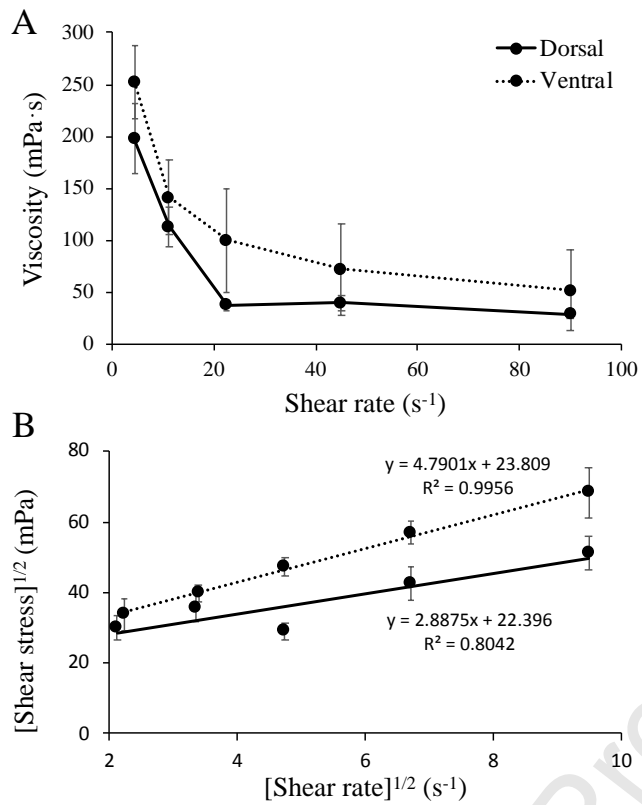 A
300
250
200
150
100
50
0
Viscosity (mPa·s)
Dorsal
Ventral
0 20 40 60 80 100
Shear rate (s-1)
B
80
60
40
20
0
[Shear stress]1/2 (mPa)
y = 4.7901x + 23.809
R² = 0.9956
y = 2.8875x + 22.396
R² = 0.8042
2 4 6 8 10
[Shear rate]1/2 (s-1)
Pre